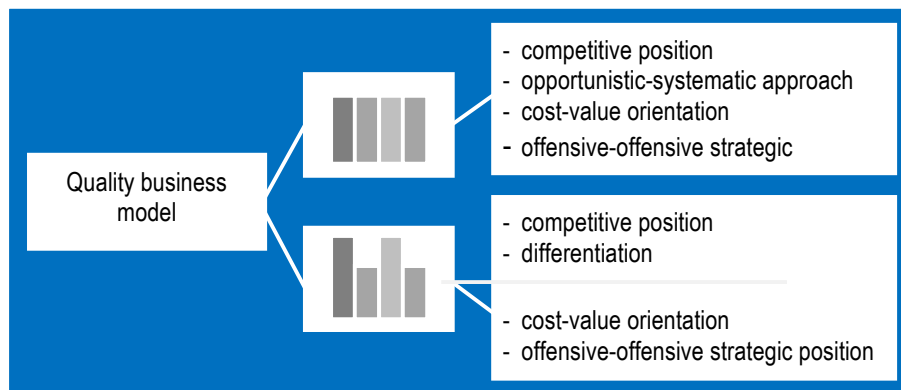 Quality business
model
- competitive position
- opportunistic-systematic approach
- cost-value orientation
- offensive-offensive strategic
- competitive position
- differentiation
- cost-value orientation
- offensive-offensive strategic position